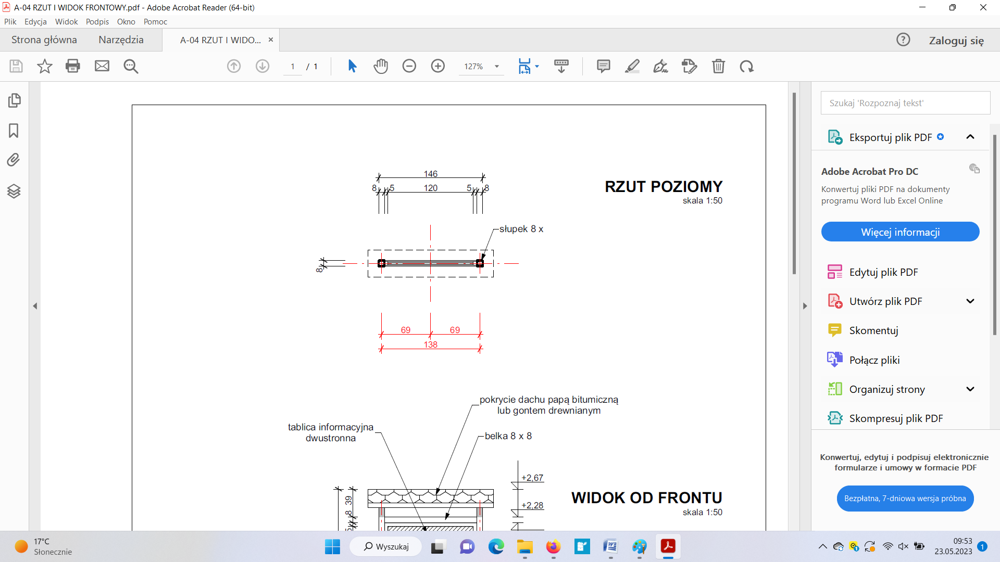 A-04 RZUT I WIDOK FRONTOWY.pdf - Adobe Acrobat Reader (64-bit)
Plik Edycja Widok Podpis Okno Pomoc
Strona główna Narzędzia A-04 RZUT I WIDO... Zaloguj się
1 / 1 127%
Szukaj 'Rozpoznaj tekst'
Eksportuj plik PDF
Adobe Acrobat Pro DC
Konwertuj pliki PDF na dokumenty
programu Word lub Excel Online
Więcej informacji
Edytuj plik PDF
Utwórz plik PDF
Skomentuj
Połącz pliki
Organizuj strony
Skompresuj plik PDF
Konwertuj, edytuj i podpisuj elektronicznie
formularze i umowy w formacie PDF
Bezpłatna, 7-dniowa wersja próbna
146
8 5 120 5 8
RZUT POZIOMY
skala 1:50
słupek 8 x
8
69 69
138
pokrycie dachu papą bitumiczną
lub gontem drewnianym
tablica informacyjna
dwustronna
belka 8 x 8
+2,67
39
8
+2,28
WIDOK OD FRONTU
skala 1:50
17°C
Słonecznie
Wyszukaj
09:53
23.05.2023
1